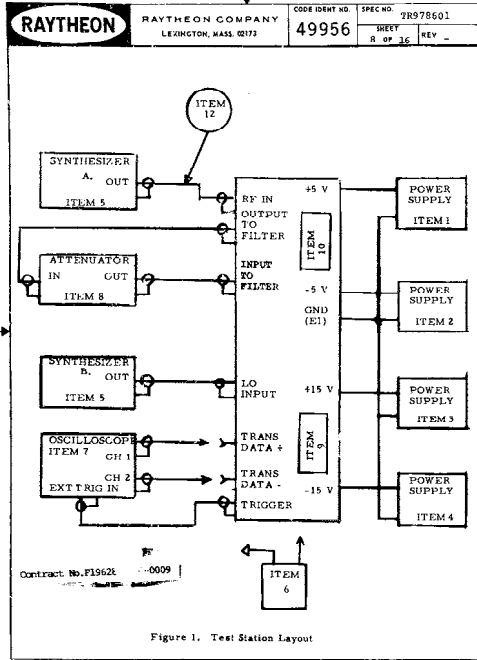 RAYTHEON
RAYTHEON COMPANY
LEXINGTON, MASS. 02173
CODE IDENT NO.
49956
SPEC NO.
TR978601
SHEET
8 OF 16
REV -
ITEM
12
SYNTHESIZER
A.
OUT
ITEM 5
ATTENUATOR
IN
OUT
ITEM 8
SYNTHESIZER
B.
OUT
ITEM 5
OSCILLOSCOPE
ITEM 7
CH 1
CH 2
EXT TRIG IN
RF IN
OUTPUT
TO
FILTER
INPUT
TO
FILTER
LO
INPUT
TRANS
DATA +
TRANS
DATA -
TRIGGER
+5 V
ITEM
10
-5 V
GND
(E1)
+15 V
ITEM
9
-15 V
POWER
SUPPLY
ITEM 1
POWER
SUPPLY
ITEM 2
POWER
SUPPLY
ITEM 3
POWER
SUPPLY
ITEM 4
ITEM
6
Contract No.F19628 -0009
Figure 1. Test Station Layout